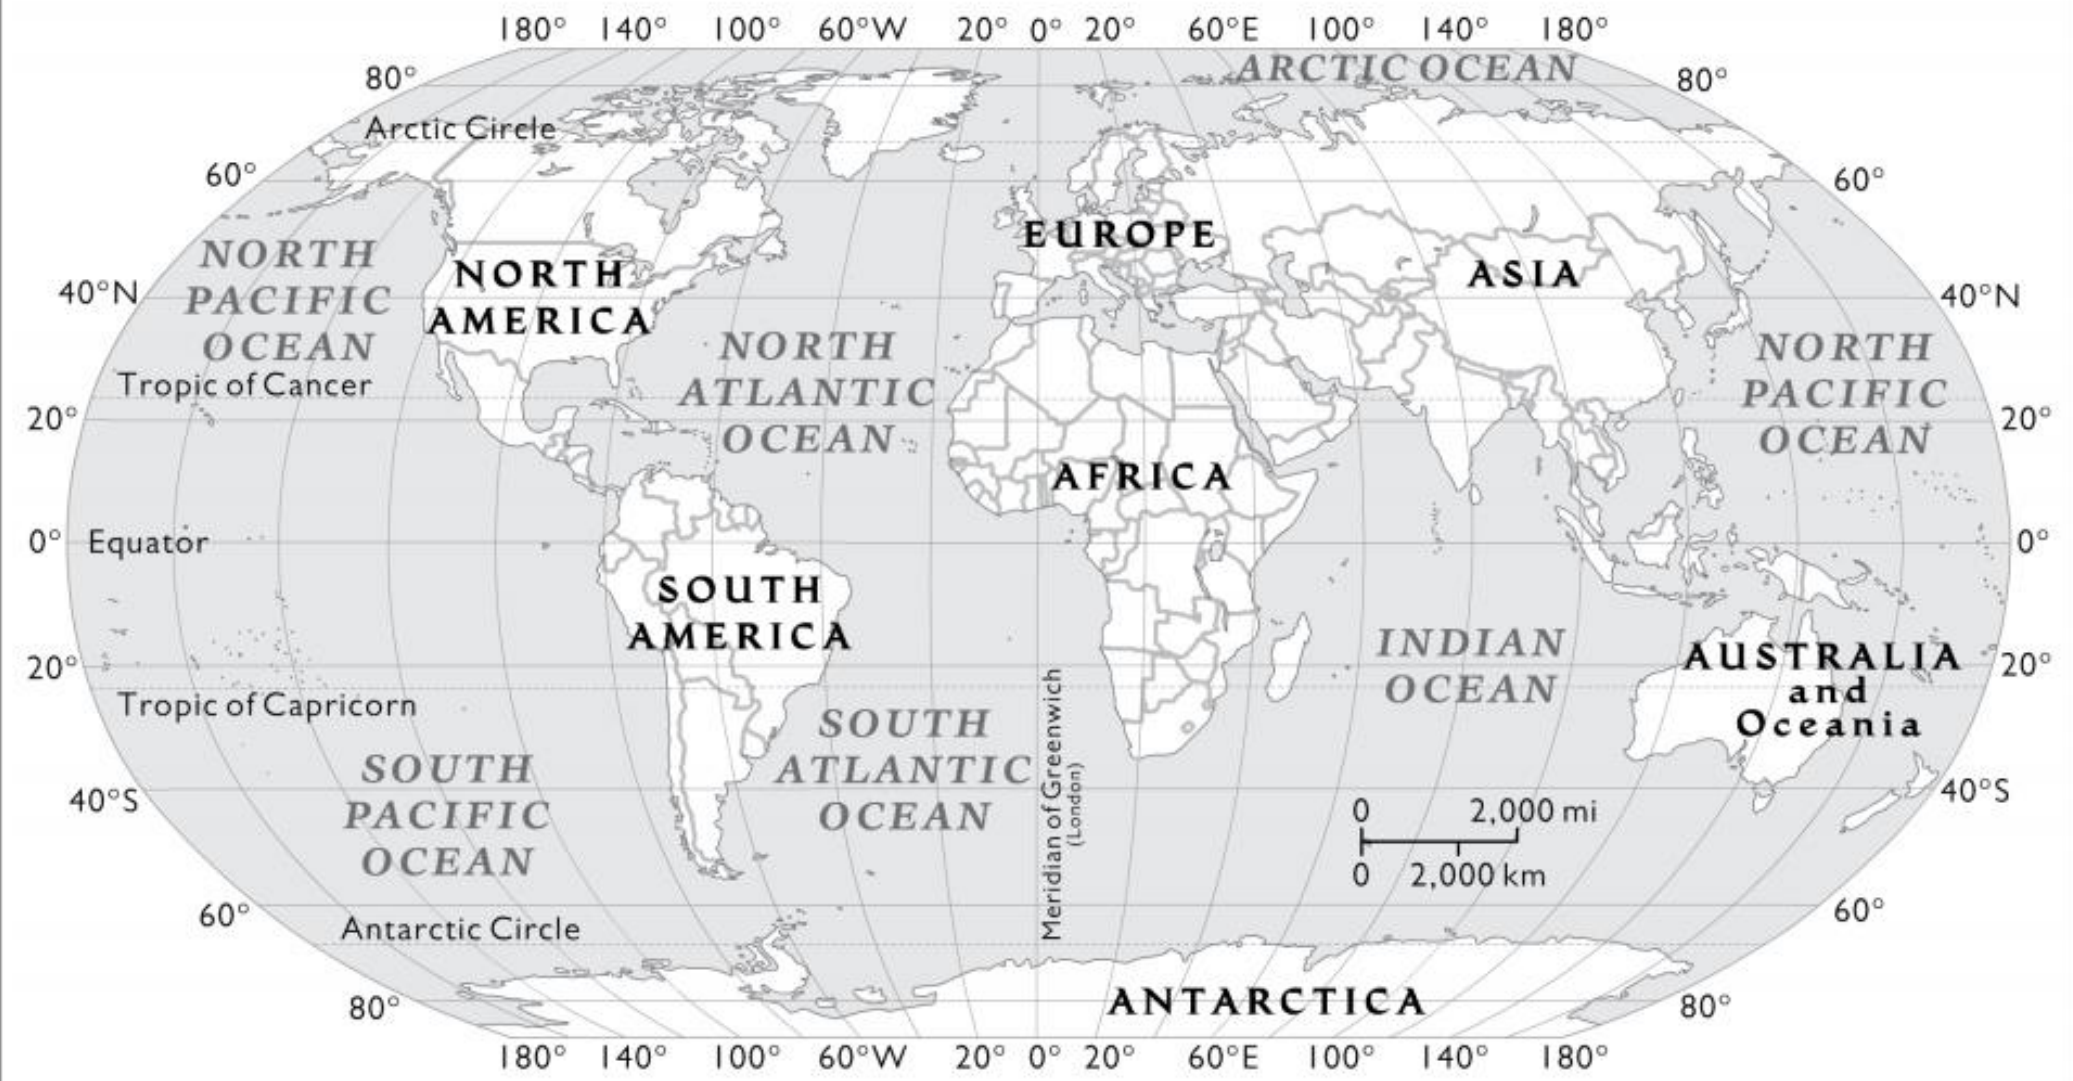 180° 140° 100° 60°W 20° 0° 20° 60°E 100° 140° 180°
ARCTIC OCEAN
80° 80°
Arctic Circle
60° 60°
EUROPE
NORTH
PACIFIC
OCEAN
NORTH
AMERICA
ASIA
40°N 40°N
NORTH
ATLANTIC
OCEAN
NORTH
PACIFIC
OCEAN
Tropic of Cancer
20° 20°
AFRICA
0° Equator 0°
SOUTH
AMERICA
INDIAN
OCEAN
AUSTRALIA
and
Oceania
20° 20°
Tropic of Capricorn
SOUTH
ATLANTIC
OCEAN
Meridian of Greenwich
(London)
SOUTH
PACIFIC
OCEAN
40°S 40°S
0 2,000 mi
0 2,000 km
60° 60°
Antarctic Circle
ANTARCTICA
80° 80°
180° 140° 100° 60°W 20° 0° 20° 60°E 100° 140° 180°